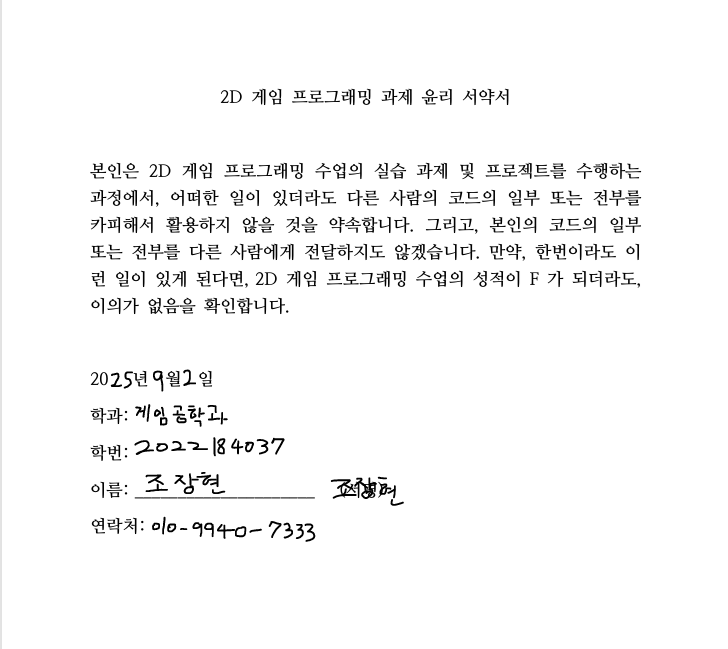 2D 게임 프로그래밍 과제 윤리 서약서
본인은 2D 게임 프로그래밍 수업의 실습 과제 및 프로젝트를 수행하는
과정에서, 어떠한 일이 있더라도 다른 사람의 코드의 일부 또는 전부를
카피해서 활용하지 않을 것을 약속합니다. 그리고, 본인의 코드의 일부
또는 전부를 다른 사람에게 전달하지도 않겠습니다. 만약, 한번이라도 이
런 일이 있게 된다면, 2D 게임 프로그래밍 수업의 성적이 F 가 되더라도,
이의가 없음을 확인합니다.
2025년 9월 2일
학과: 게임공학과
학번: 2022184037
이름: 조장현 조장현
연락처: 010-9940-7333